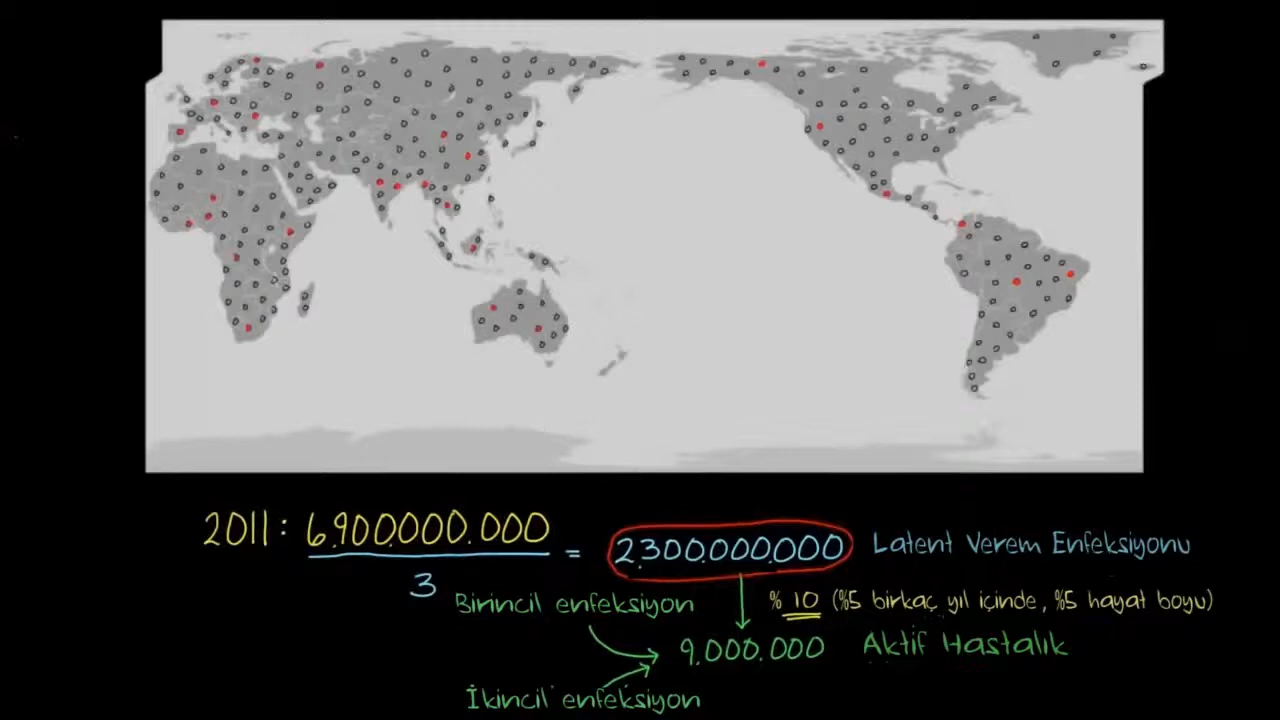 2011: 6.900.000.000 = 2.300.000.000 Latent Verem Enfeksiyonu
3
Birincil enfeksiyon % 10 (%5 birkaç yıl içinde, %5 hayat boyu)
9.000.000 Aktif Hastalık
İkincil enfeksiyon